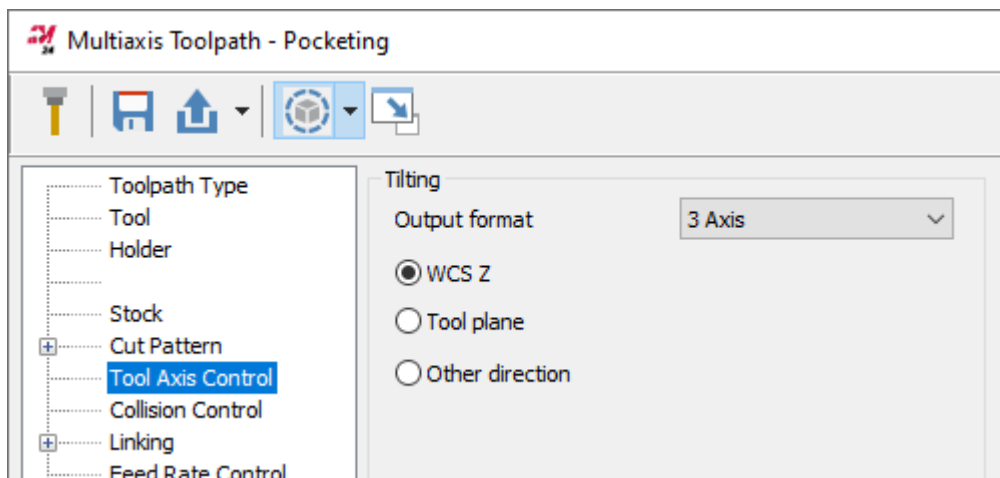 24
Multiaxis Toolpath - Pocketing
Toolpath Type
Tool
Holder
Stock
Cut Pattern
Tool Axis Control
Collision Control
Linking
Feed Rate Control
Tilting
Output format
3 Axis
WCS Z
Tool plane
Other direction